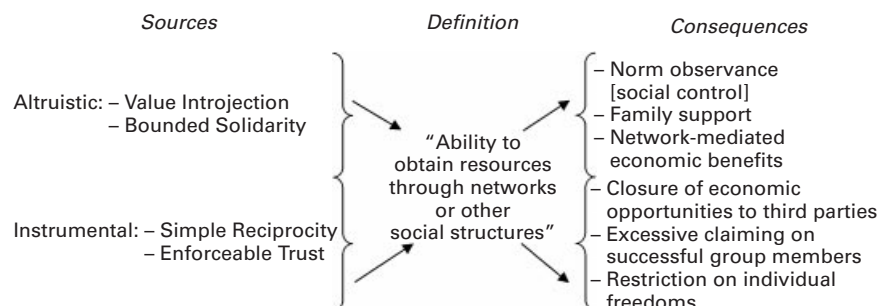 Sources
Definition
Consequences
Altruistic: – Value Introjection
– Bounded Solidarity
Instrumental: – Simple Reciprocity
– Enforceable Trust
“Ability to
obtain resources
through networks
or other
social structures”
– Norm observance
[social control]
– Family support
– Network-mediated
economic benefits
– Closure of economic
opportunities to third parties
– Excessive claiming on
successful group members
– Restriction on individual
freedoms